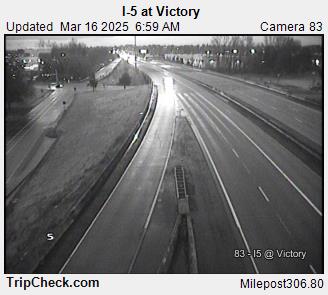 I-5 at Victory
Updated  Mar 16 2025  6:59 AM
Camera 83
S
83 - I5 @ Victory
TripCheck.com
Milepost306.80